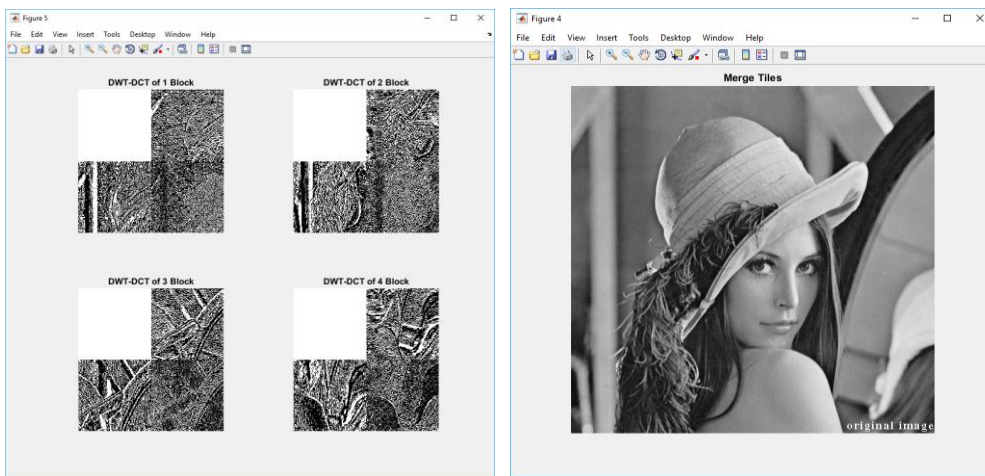 Figure 5
File Edit View Insert Tools Desktop Window Help
DWT-DCT of 1 Block
DWT-DCT of 2 Block
DWT-DCT of 3 Block
DWT-DCT of 4 Block
Figure 4
File Edit View Insert Tools Desktop Window Help
Merge Tiles
original image